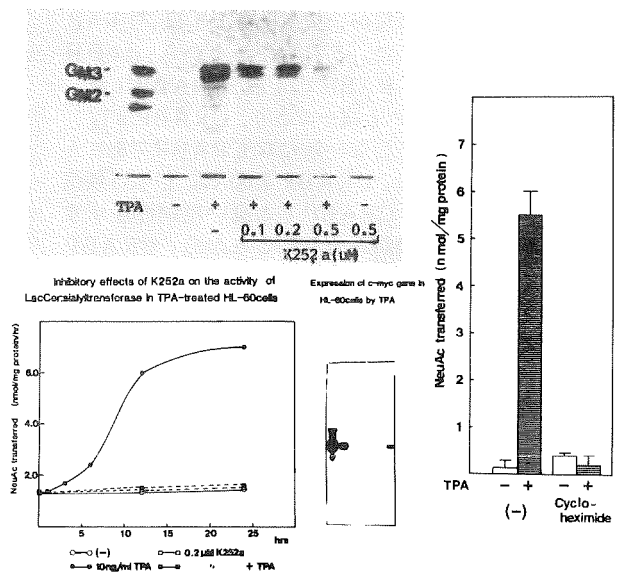 GM3-
GM2-
TPA - + + + + -
- 0.1 0.2 0.5 0.5
K252a(uM)
Inhibitory effects of K252a on the activity of
LacCer:sialyltransferase in TPA-treated HL-60cells
NeuAc transferred (nmol/mg protein/hr)
6.0
4.0
2.0
5 10 15 20 25
hrs
(-) 0.2μM K252a
10ng/ml TPA 〃 + TPA
Expression of c-myc gene in
HL-60cells by TPA
NeuAc transferred (nmol/mg protein)
7
6
5
4
3
2
1
TPA - + - +
(-) Cyclo-
heximide